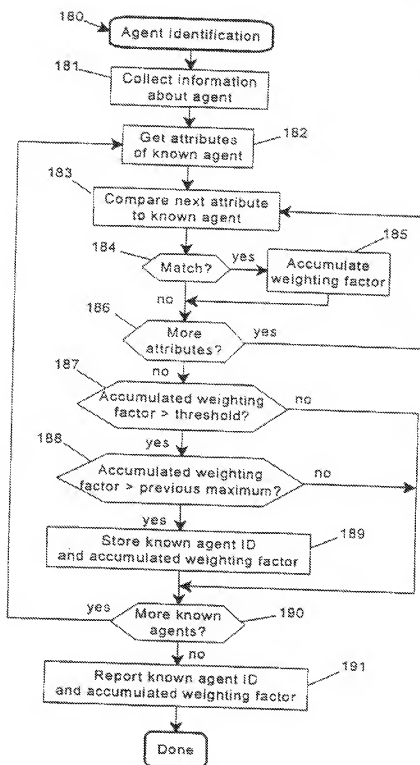 180
Agent identification
181
Collect information
about agent
Get attributes
of known agent
182
183
Compare next attribute
to known agent
184
Match?
yes
185
Accumulate
weighting factor
no
186
More
attributes?
yes
187
no
Accumulated weighting
factor > threshold?
no
188
yes
Accumulated weighting
factor > previous maximum?
no
yes
189
Store known agent ID
and accumulated weighting factor
yes
More known
agents?
190
no
191
Report known agent ID
and accumulated weighting factor
Done